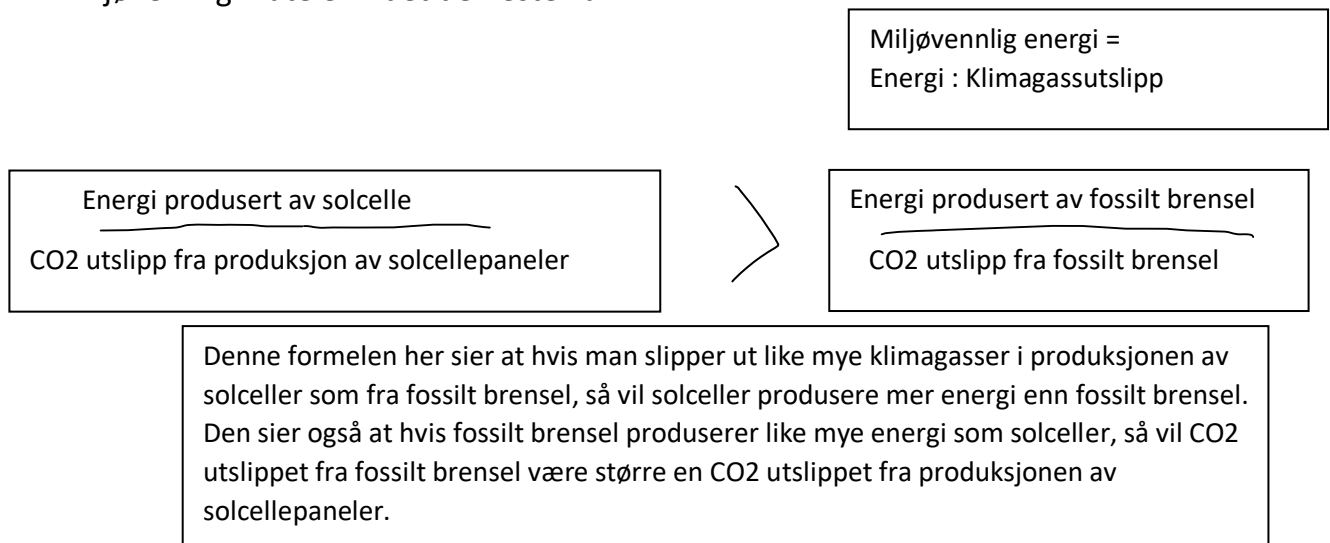 Miljøvennlig energi =
Energi : Klimagassutslipp
Energi produsert av solcelle
CO2 utslipp fra produksjon av solcellepaneler
>
Energi produsert av fossilt brensel
CO2 utslipp fra fossilt brensel
Denne formelen her sier at hvis man slipper ut like mye klimagasser i produksjonen av
solceller som fra fossilt brensel, så vil solceller produsere mer energi enn fossilt brensel.
Den sier også at hvis fossilt brensel produserer like mye energi som solceller, så vil CO2
utslippet fra fossilt brensel være større en CO2 utslippet fra produksjonen av
solcellepaneler.